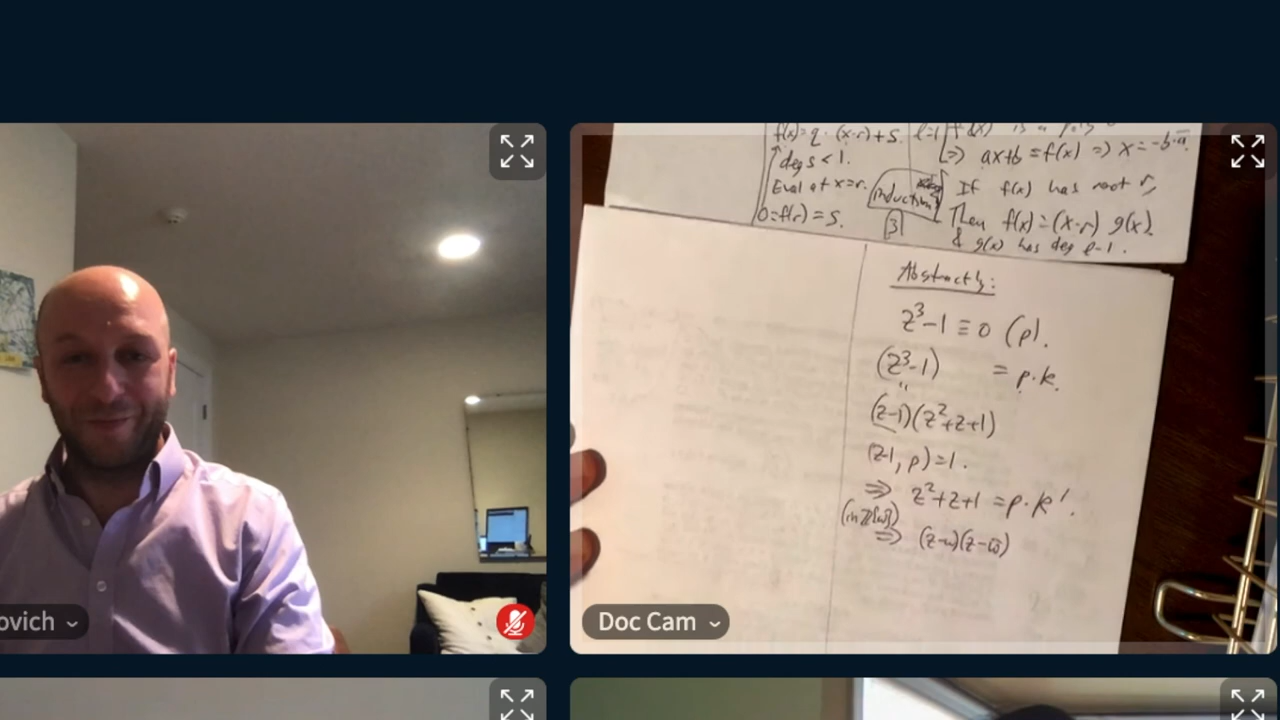 f(x)=q·(x-r)+s.
deg s < 1.
Eval at x=r.
0=f(r)=s.
induction
3
l=1
=> ax+b = f(x) => x = -b·ā.
If f(x) has root r,
Then f(x)=(x-r) g(x).
& g(x) has deg l-1.
Abstractly:
z³-1 ≡ 0 (p).
(z³-1) = p·k.
(z-1)(z²+z+1)
(z-1, p)=1.
=> z²+z+1 = p·k'.
(in ℤ[ω])
=> (z-ω)(z-ω̄)
ovich
Doc Cam